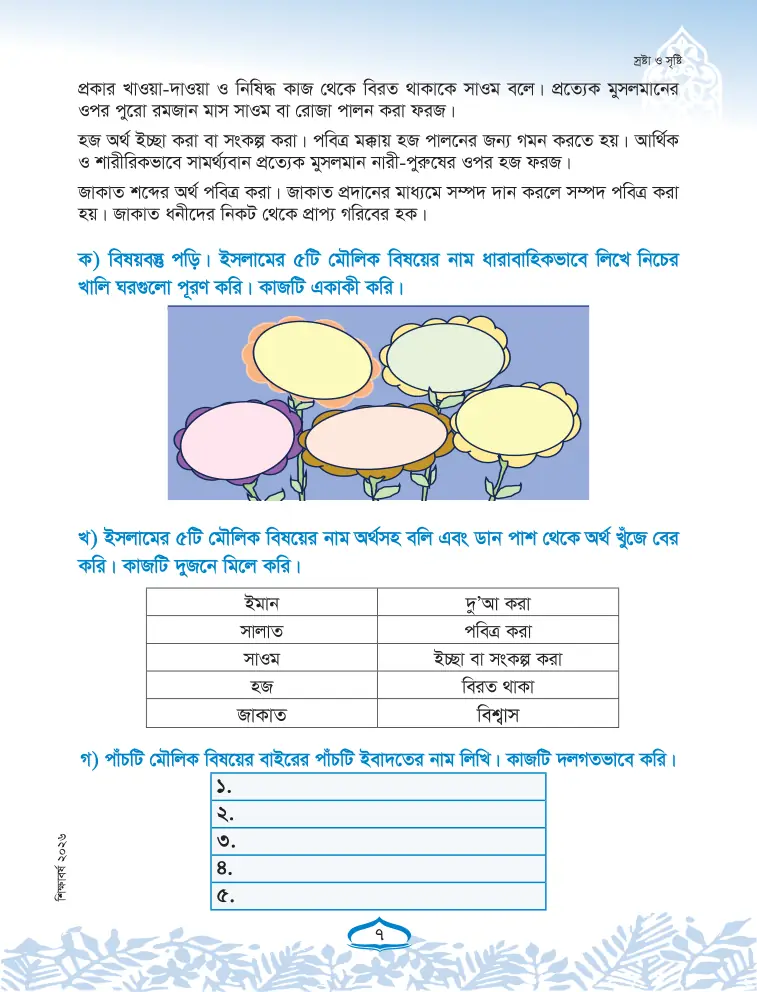 স্রষ্টা ও সৃষ্টি
প্রকার খাওয়া-দাওয়া ও নিষিদ্ধ কাজ থেকে বিরত থাকাকে সাওম বলে। প্রত্যেক মুসলমানের
ওপর পুরো রমজান মাস সাওম বা রোজা পালন করা ফরজ।
হজ অর্থ ইচ্ছা করা বা সংকল্প করা। পবিত্র মক্কায় হজ পালনের জন্য গমন করতে হয়। আর্থিক
ও শারীরিকভাবে সামর্থ্যবান প্রত্যেক মুসলমান নারী-পুরুষের ওপর হজ ফরজ।
জাকাত শব্দের অর্থ পবিত্র করা। জাকাত প্রদানের মাধ্যমে সম্পদ দান করলে সম্পদ পবিত্র করা
হয়। জাকাত ধনীদের নিকট থেকে প্রাপ্য গরিবের হক।
ক) বিষয়বস্তু পড়ি। ইসলামের ৫টি মৌলিক বিষয়ের নাম ধারাবাহিকভাবে লিখে নিচের
খালি ঘরগুলো পূরণ করি। কাজটি একাকী করি।
খ) ইসলামের ৫টি মৌলিক বিষয়ের নাম অর্থসহ বলি এবং ডান পাশ থেকে অর্থ খুঁজে বের
করি। কাজটি দুজনে মিলে করি।
ইমান দু’আ করা
সালাত পবিত্র করা
সাওম ইচ্ছা বা সংকল্প করা
হজ বিরত থাকা
জাকাত বিশ্বাস
গ) পাঁচটি মৌলিক বিষয়ের বাইরের পাঁচটি ইবাদতের নাম লিখি। কাজটি দলগতভাবে করি।
১.
২.
৩.
৪.
৫.
শিক্ষাবর্ষ ২০২৬
৭